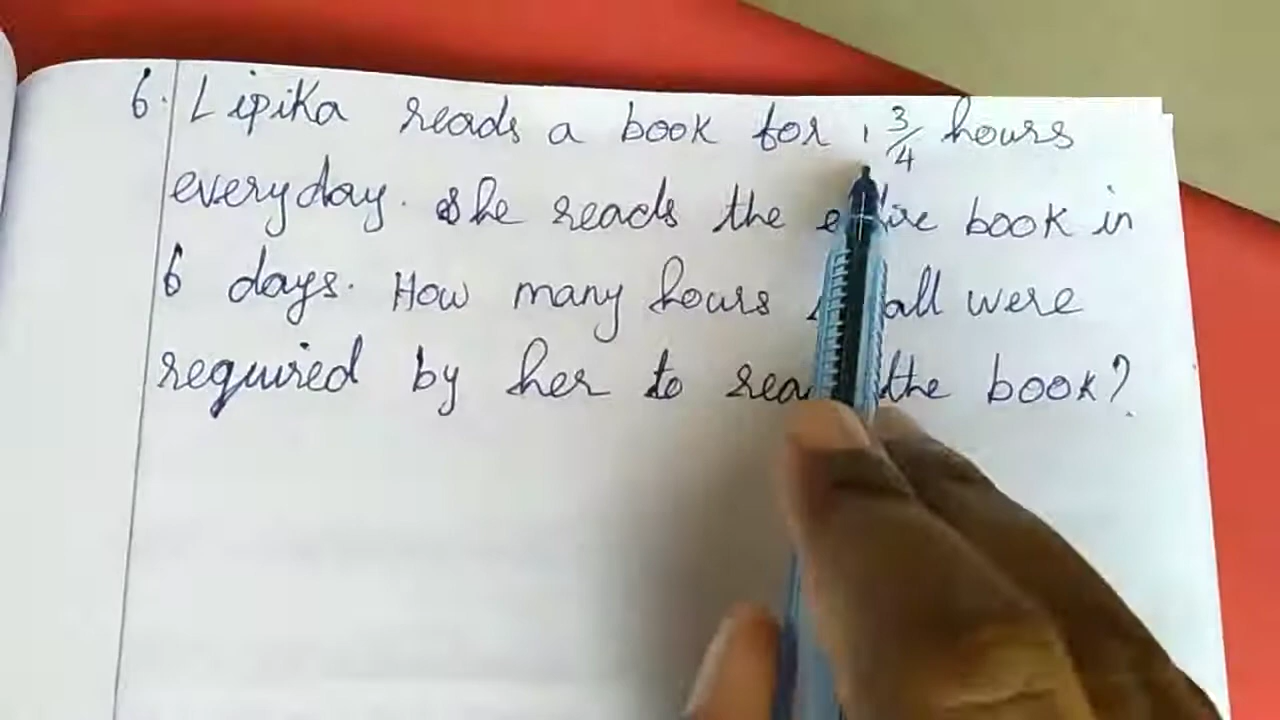 6. Lipika reads a book for 1 3/4 hours
everyday. She reads the book in
6 days. How many hours all were
required by her to the book?